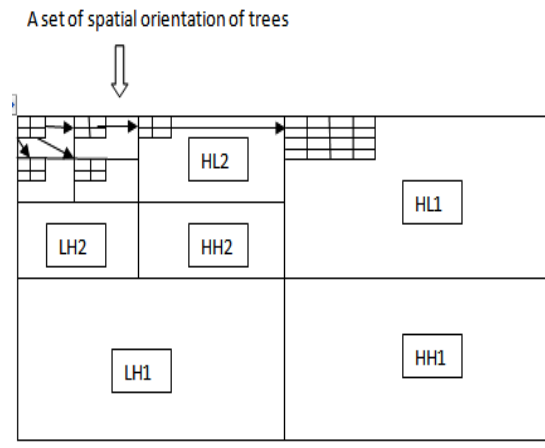 A set of spatial orientation of trees
HL2
HL1
LH2
HH2
LH1
HH1